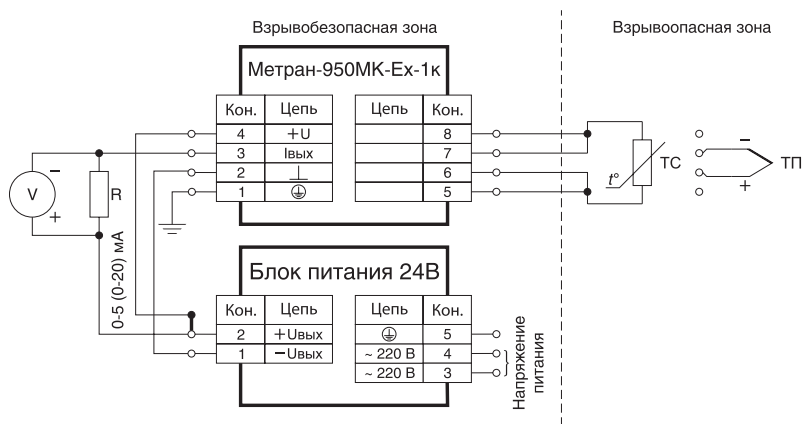 Взрывобезопасная зона
Взрывоопасная зона
Метран-950МК-Ех-1к
Кон. Цепь Цепь Кон.
4 +U 8
3 Iвых 7
2 6
1 5
V
−
+
R
0-5 (0-20) мА
t°
ТС
−
+
ТП
Блок питания 24В
Кон. Цепь Цепь Кон.
2 +Uвых 5
1 −Uвых ~ 220 В 4
~ 220 В 3
Напряжение
питания